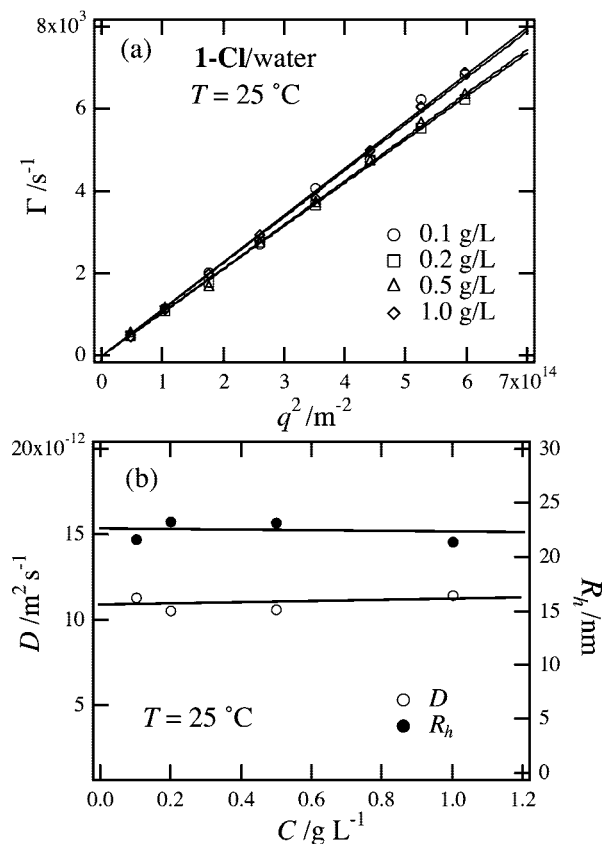 8x10³
(a)
1-Cl/water
T = 25 °C
6
4
2
0
Γ /s⁻¹
0.1 g/L
0.2 g/L
0.5 g/L
1.0 g/L
0 1 2 3 4 5 6 7x10¹⁴
q² /m⁻²
20x10⁻¹²
(b)
15
10
5
D /m² s⁻¹
30
25
20
15
10
5
0
R_h /nm
T = 25 °C
D
R_h
0.0 0.2 0.4 0.6 0.8 1.0 1.2
C /g L⁻¹